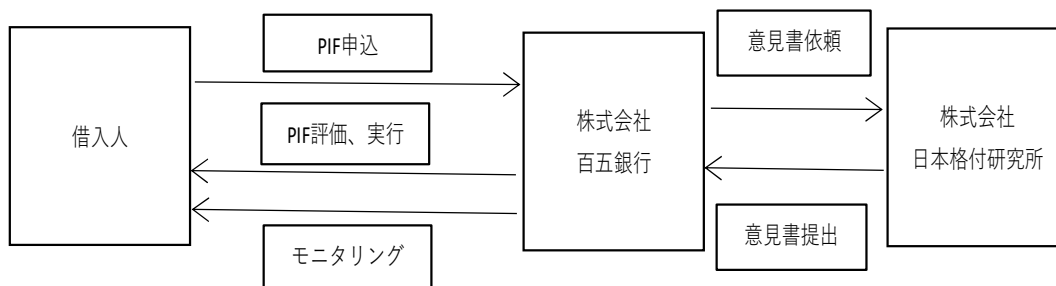 PIF申込
意見書依頼
借入人
PIF評価、実行
株式会社
百五銀行
株式会社
日本格付研究所
モニタリング
意見書提出